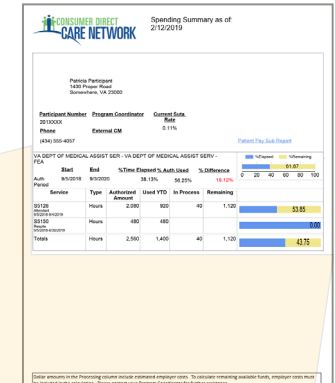 CONSUMER DIRECT
CARE NETWORK
Spending Summary as of:
2/12/2019
Patricia Participant
1430 Proper Road
Somewhere, VA 23000
Participant Number Program Coordinator Current Suta Rate
201XXXX 0.11%
Phone External CM
(434) 555-4057 Patient Pay Sub Report
VA DEPT OF MEDICAL ASSIST SER - VA DEPT OF MEDICAL ASSIST SERV - FEA
%Elapsed %Remaining
Start End %Time Elapsed % Auth Used % Difference 61.87
Auth Period 9/5/2018 9/3/2020 38.13% 56.25% 18.12% 0 20 40 60 80 100
Service Type Authorized Amount Used YTD In Process Remaining
S5126 Hours 2,080 920 40 1,120 53.85
Attendant
S5150 Hours 480 480 0.00
Respite
Totals Hours 2,560 1,400 40 1,120 43.75
Dollar amounts in the Processing column include estimated employer costs. To calculate remaining available funds, employer costs must